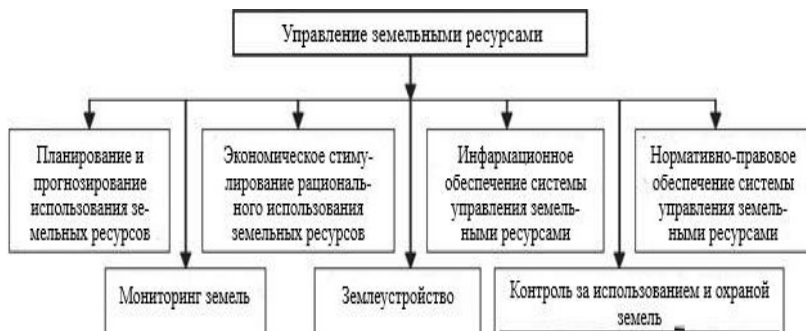 Управление земельными ресурсами
Планирование и
прогнозирование
использования зе-
мельных ресурсов
Экономическое стиму-
лирование рациональ-
ного использования
земельных ресурсов
Инфармационное
обеспечение системы
управления земель-
ными ресурсами
Нормативно-правовое
обеспечение системы
управления земель-
ными ресурсами
Мониторинг земель
Землеустройство
Контроль за использованием и охраной
земель